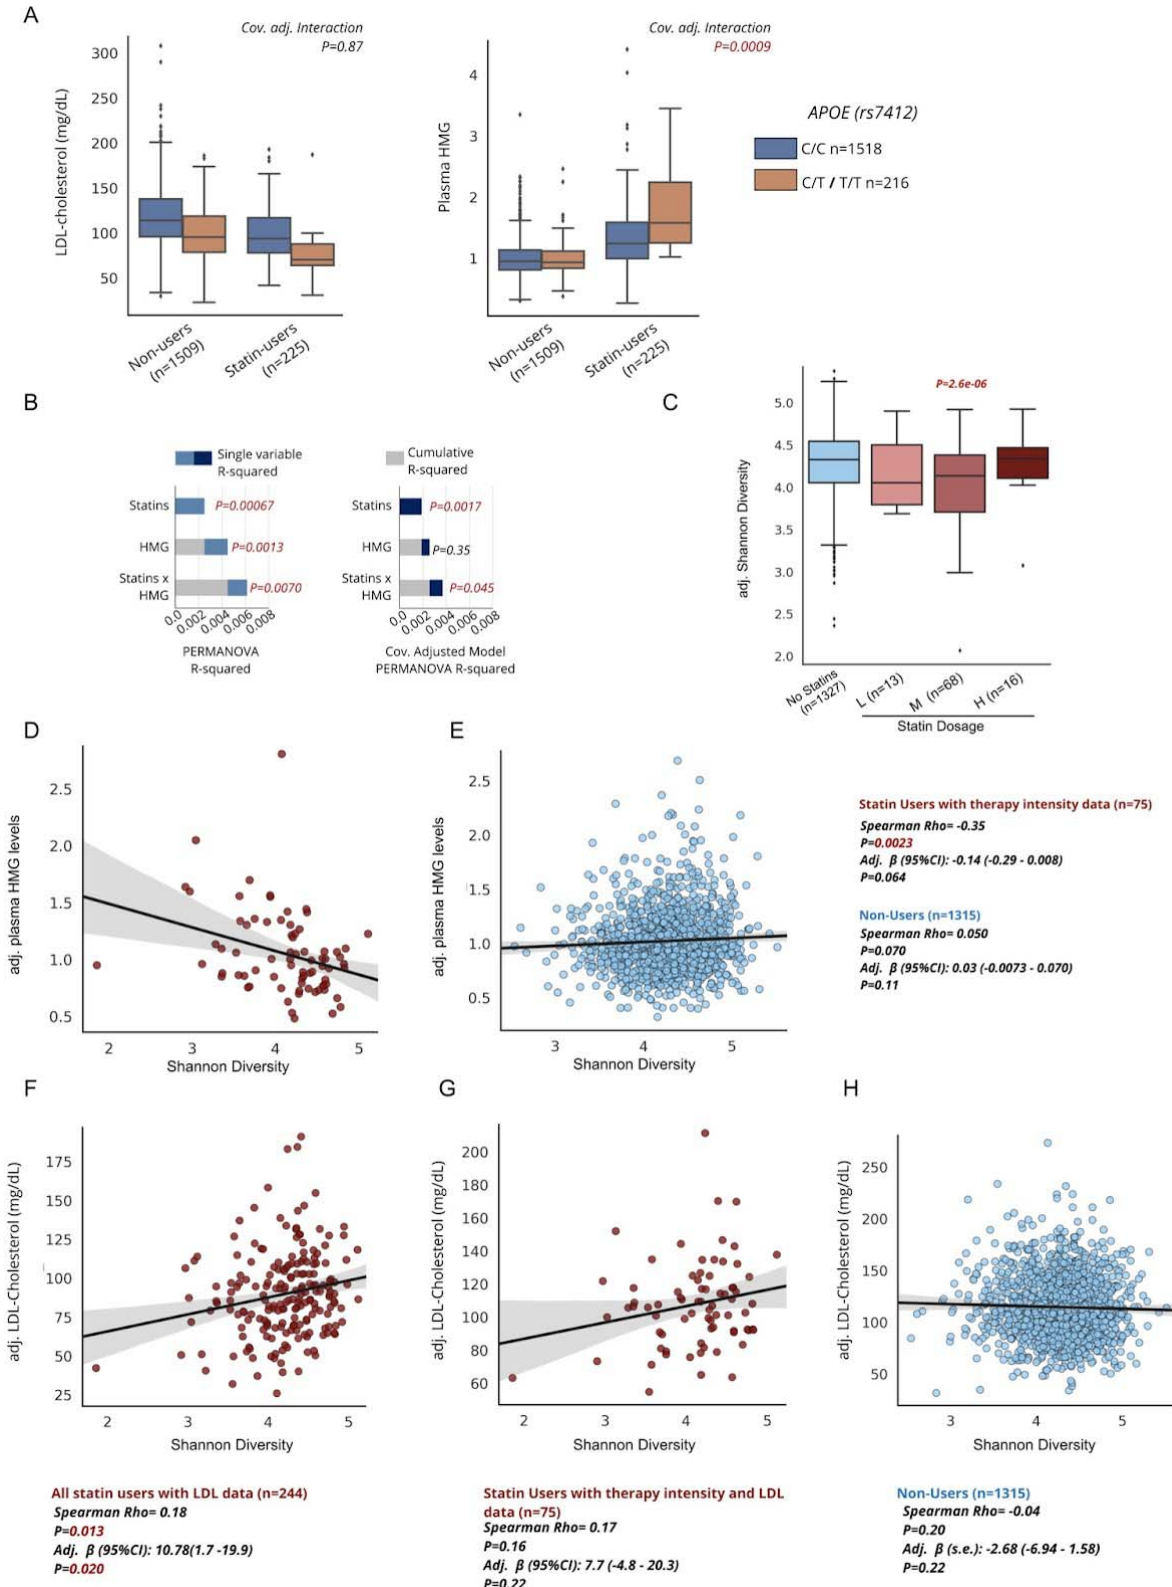 A
Cov. adj. Interaction
P=0.87
LDL-cholesterol (mg/dL)
300
250
200
150
100
50
Non-users
(n=1509)
Statin-users
(n=225)
Cov. adj. Interaction
P=0.0009
Plasma HMG
4
3
2
1
Non-users
(n=1509)
Statin-users
(n=225)
APOE (rs7412)
C/C n=1518
C/T / T/T n=216
B
Single variable
R-squared
Statins
P=0.00067
HMG
P=0.0013
Statins x
HMG
P=0.0070
0.0
0.002
0.004
0.006
0.008
PERMANOVA
R-squared
Cumulative
R-squared
Statins
P=0.0017
HMG
P=0.35
Statins x
HMG
P=0.045
0.0
0.002
0.004
0.006
0.008
Cov. Adjusted Model
PERMANOVA R-squared
C
P=2.6e-06
adj. Shannon Diversity
5.0
4.5
4.0
3.5
3.0
2.5
2.0
No Statins
(n=1327)
L (n=13)
M (n=68)
H (n=16)
Statin Dosage
D
adj. plasma HMG levels
2.5
2.0
1.5
1.0
0.5
2 3 4 5
Shannon Diversity
E
adj. plasma HMG levels
2.5
2.0
1.5
1.0
0.5
3 4 5
Shannon Diversity
Statin Users with therapy intensity data (n=75)
Spearman Rho= -0.35
P=0.0023
Adj. β (95%CI): -0.14 (-0.29 - 0.008)
P=0.064
Non-Users (n=1315)
Spearman Rho= 0.050
P=0.070
Adj. β (95%CI): 0.03 (-0.0073 - 0.070)
P=0.11
F
adj. LDL-Cholesterol (mg/dL)
175
150
125
100
75
50
25
2 3 4 5
Shannon Diversity
All statin users with LDL data (n=244)
Spearman Rho= 0.18
P=0.013
Adj. β (95%CI): 10.78(1.7 -19.9)
P=0.020
G
adj. LDL-Cholesterol (mg/dL)
200
180
160
140
120
100
80
60
2 3 4 5
Shannon Diversity
Statin Users with therapy intensity and LDL
data (n=75)
Spearman Rho= 0.17
P=0.16
Adj. β (95%CI): 7.7 (-4.8 - 20.3)
P=0.22
H
adj. LDL-Cholesterol (mg/dL)
250
200
150
100
50
3 4 5
Shannon Diversity
Non-Users (n=1315)
Spearman Rho= -0.04
P=0.20
Adj. β (s.e.): -2.68 (-6.94 - 1.58)
P=0.22